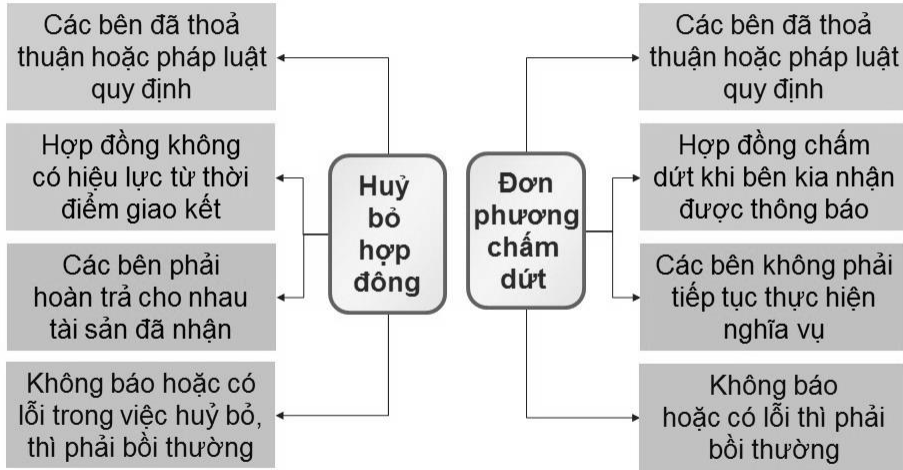 Các bên đã thoả
thuận hoặc pháp luật
quy định
Hợp đồng không
có hiệu lực từ thời
điểm giao kết
Các bên phải
hoàn trả cho nhau
tài sản đã nhận
Không báo hoặc có
lỗi trong việc huỷ bỏ,
thì phải bồi thường
Huỷ
bỏ
hợp
đông
Đơn
phương
chấm
dứt
Các bên đã thoả
thuận hoặc pháp luật
quy định
Hợp đồng chấm
dứt khi bên kia nhận
được thông báo
Các bên không phải
tiếp tục thực hiện
nghĩa vụ
Không báo
hoặc có lỗi thì phải
bồi thường